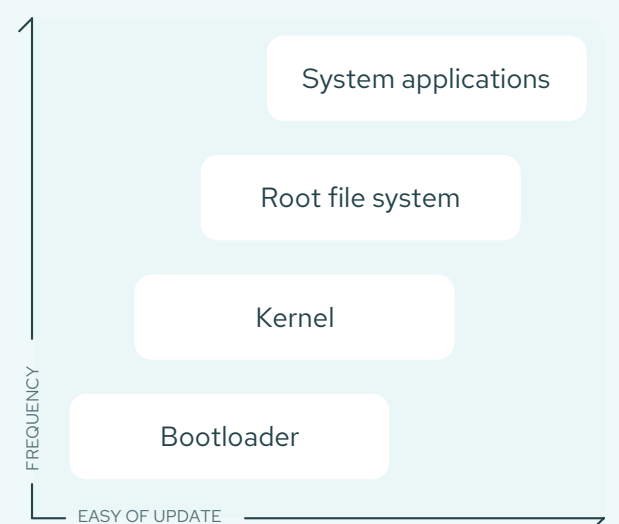 System applications
Root file system
Kernel
Bootloader
FREQUENCY
EASY OF UPDATE